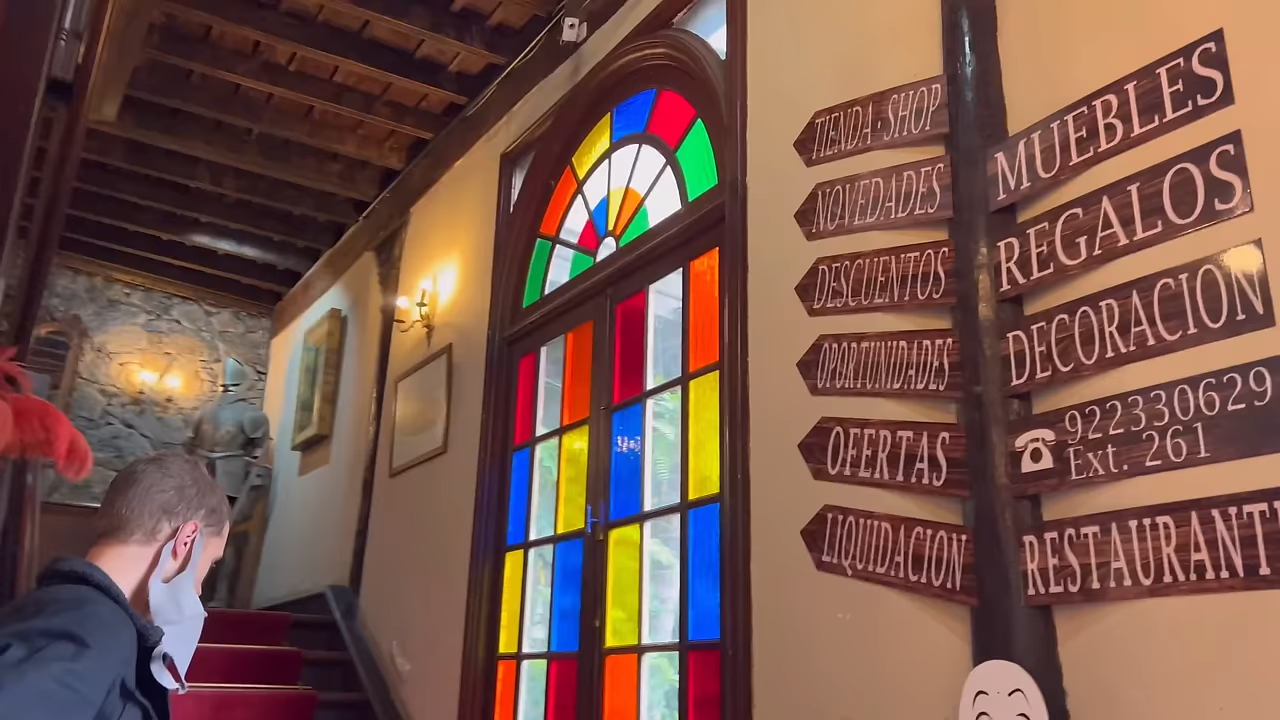 TIENDA-SHOP
NOVEDADES
DESCUENTOS
OPORTUNIDADES
OFERTAS
LIQUIDACION
MUEBLES
REGALOS
DECORACION
922330629
Ext. 261
RESTAURANT